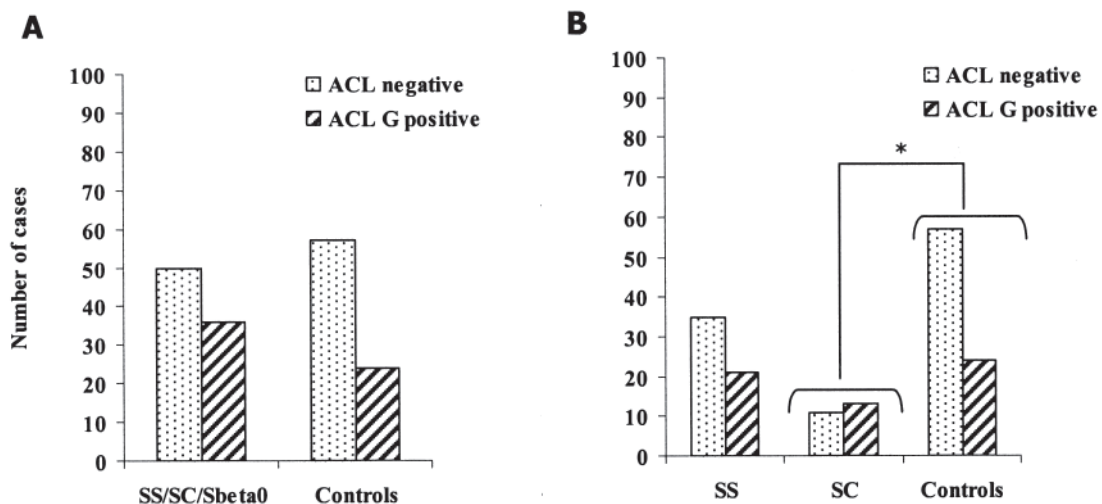 A
100
90
80
70
60
50
40
30
20
10
0
Number of cases
ACL negative
ACL G positive
SS/SC/Sbeta0 Controls
B
100
90
80
70
60
50
40
30
20
10
0
ACL negative
ACL G positive
*
SS SC Controls